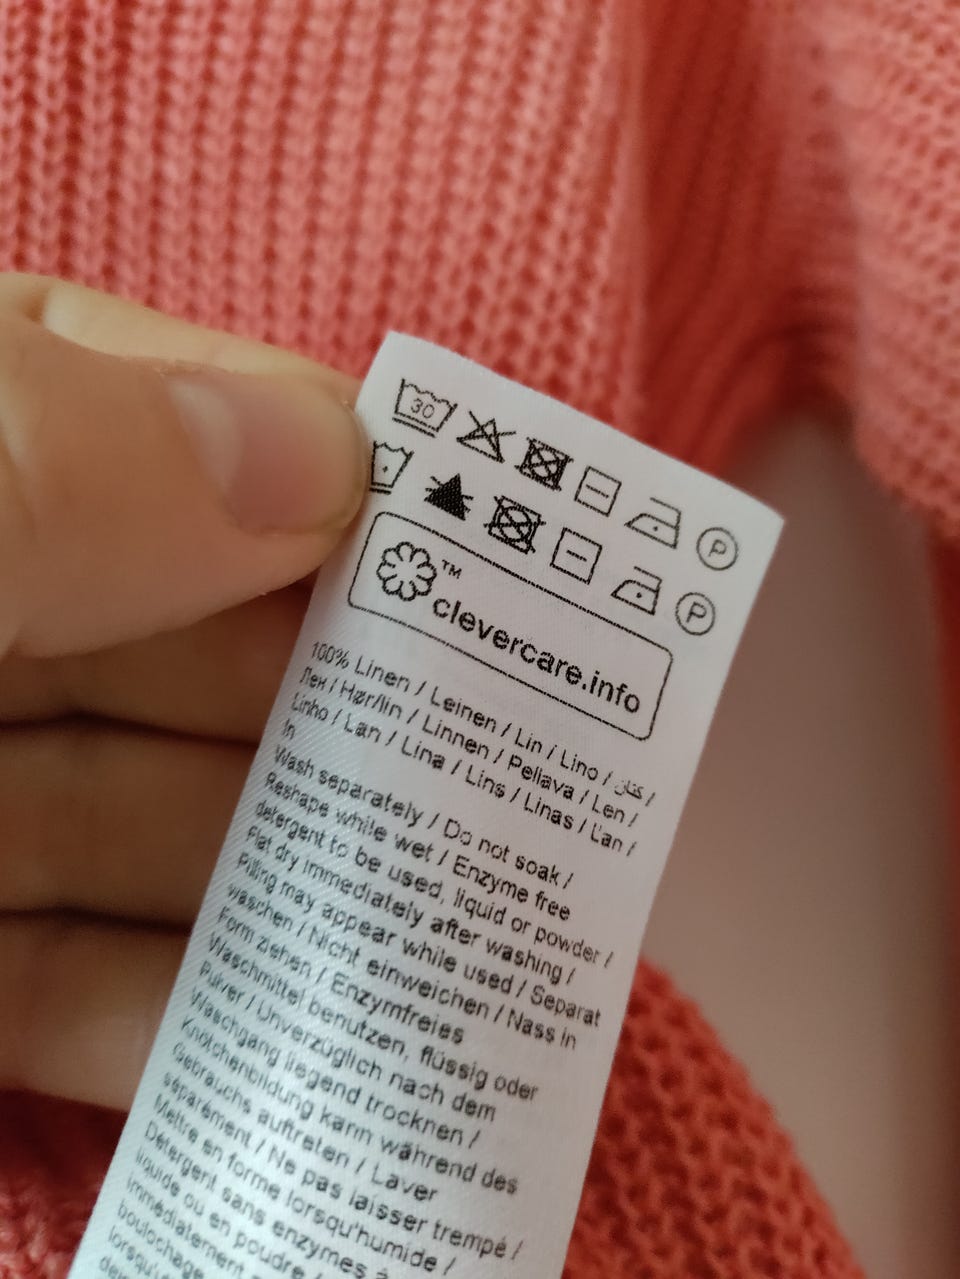 30
P
P
™
clevercare.info
100% Linen / Leinen / Lin / Lino / كتان /
Лен / Hør/lin / Linnen / Pellava / Len /
Linho / Lan / Lina / Lins / Linas / Ľan /
In
Wash separately / Do not soak /
Reshape while wet / Enzyme free
detergent to be used, liquid or powder /
Flat dry immediately after washing /
Pilling may appear while used / Separat
waschen / Nicht einweichen / Nass in
Form ziehen / Enzymfreies
Waschmittel benutzen, flüssig oder
Pulver / Unverzüglich nach dem
Waschgang liegend trocknen /
Knötchenbildung kann während des
Gebrauchs auftreten / Laver
séparément / Ne pas laisser trempé /
Mettre en forme lorsqu'humide /
Détergent sans enzymes à
liquide ou en poudre /
immédiatement
boulochage